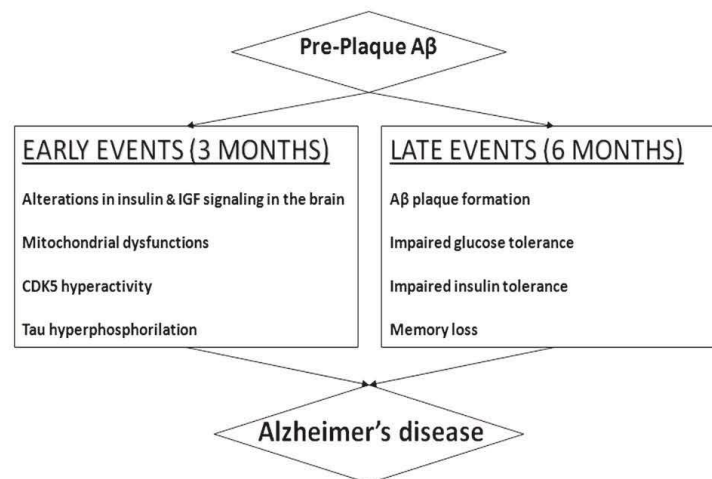 Pre-Plaque Aβ
EARLY EVENTS (3 MONTHS)
Alterations in insulin & IGF signaling in the brain
Mitochondrial dysfunctions
CDK5 hyperactivity
Tau hyperphosphorilation
LATE EVENTS (6 MONTHS)
Aβ plaque formation
Impaired glucose tolerance
Impaired insulin tolerance
Memory loss
Alzheimer's disease